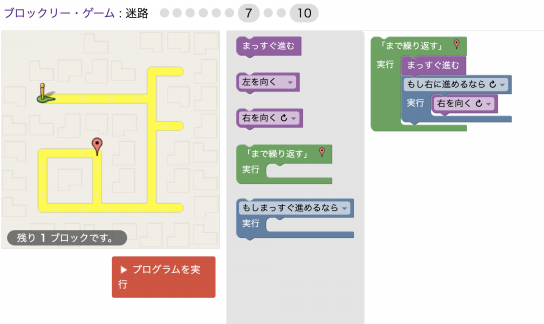 ブロックリー・ゲーム : 迷路 7 10
残り 1 ブロックです。
▶ プログラムを実
行
まっすぐ進む
左を向く
右を向く ↻
「まで繰り返す」
実行
もしまっすぐ進めるなら
実行
「まで繰り返す」
実行 まっすぐ進む
もし右に進めるなら ↻
実行 右を向く ↻